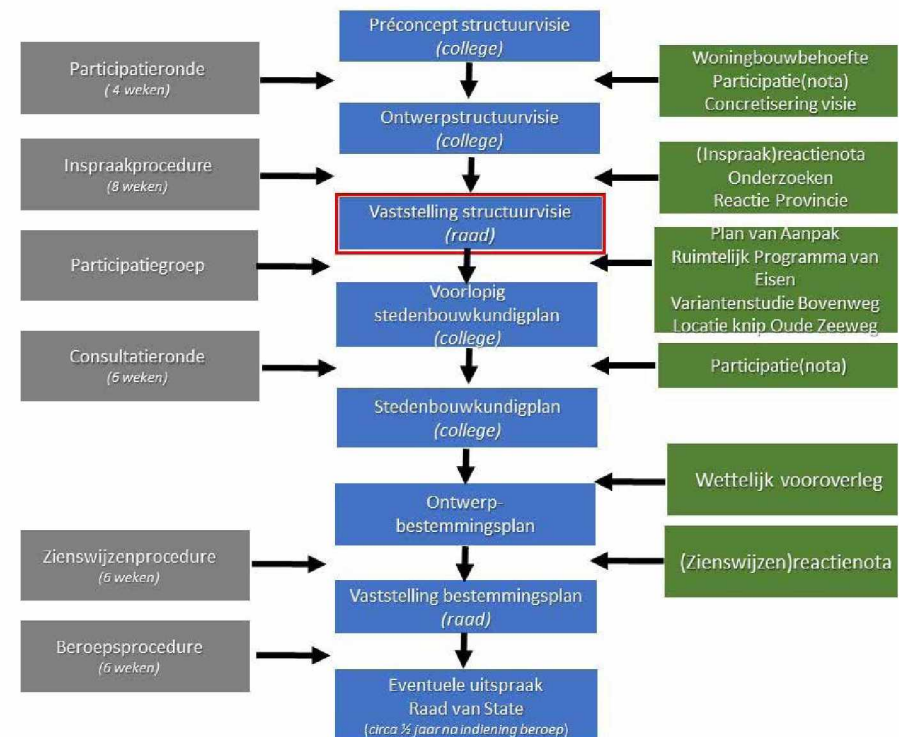 Préconcept structuurvisie
(college)
Participatieronde
( 4 weken)
Woningbouwbehoefte
Participatie(nota)
Concretisering visie
Ontwerpstructuurvisie
(college)
Inspraakprocedure
(8 weken)
(Inspraak)reactienota
Onderzoeken
Reactie Provincie
Vaststelling structuurvisie
(raad)
Participatiegroep
Plan van Aanpak
Ruimtelijk Programma van
Eisen
Variantenstudie Bovenweg
Locatie knip Oude Zeeweg
Voorlopig
stedenbouwkundigplan
(college)
Consultatieronde
(6 weken)
Participatie(nota)
Stedenbouwkundigplan
(college)
Wettelijk vooroverleg
Ontwerp-
bestemmingsplan
Zienswijzenprocedure
(6 weken)
(Zienswijzen)reactienota
Vaststelling bestemmingsplan
(raad)
Beroepsprocedure
(6 weken)
Eventuele uitspraak
Raad van State
(circa ½ jaar na indiening beroep)